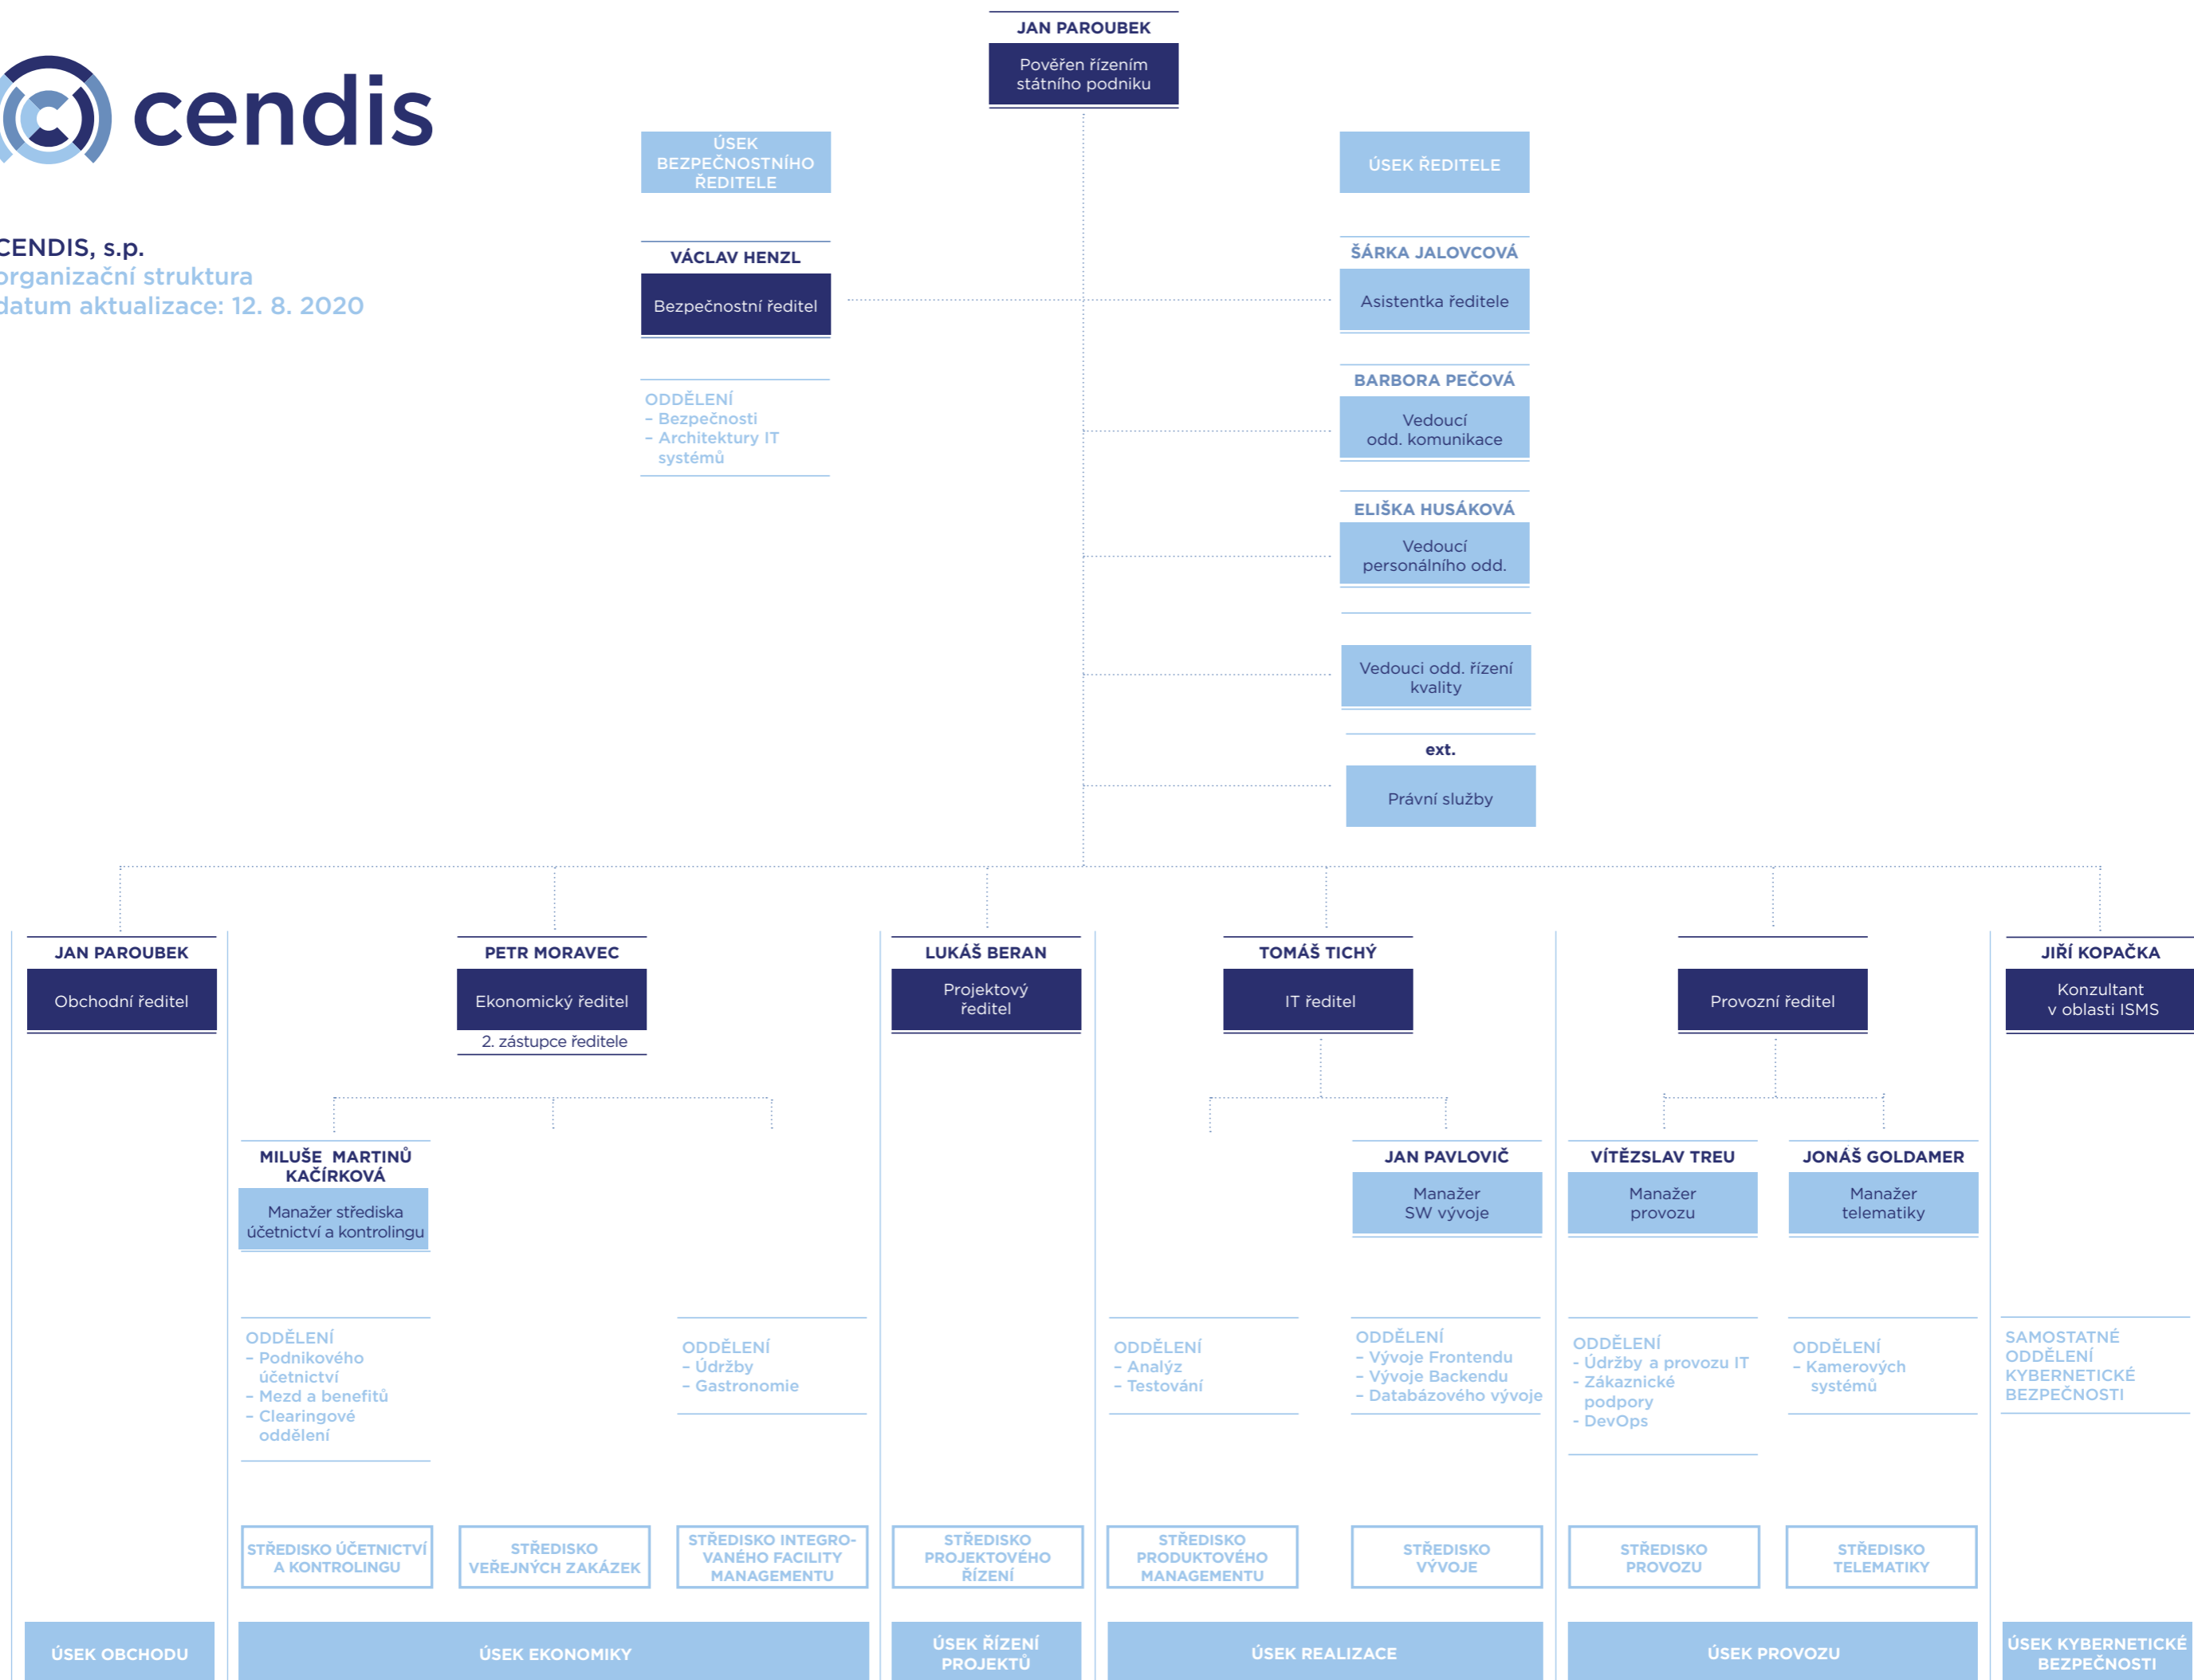 JAN PAROUBEK
Pověřen řízením
státního podniku
cendis
CENDIS, s.p.
organizační struktura
datum aktualizace: 12. 8. 2020
ÚSEK
BEZPEČNOSTNÍHO
ŘEDITELE
VÁCLAV HENZL
Bezpečnostní ředitel
ODDĚLENÍ
– Bezpečnosti
– Architektury IT
systémů
ÚSEK ŘEDITELE
ŠÁRKA JALOVCOVÁ
Asistentka ředitele
BARBORA PEČOVÁ
Vedoucí
odd. komunikace
ELIŠKA HUSÁKOVÁ
Vedoucí
personálního odd.
Vedouci odd. řízení
kvality
ext.
Právní služby
JAN PAROUBEK
Obchodní ředitel
PETR MORAVEC
Ekonomický ředitel
2. zástupce ředitele
LUKÁŠ BERAN
Projektový
ředitel
TOMÁŠ TICHÝ
IT ředitel
Provozní ředitel
JIŘÍ KOPAČKA
Konzultant
v oblasti ISMS
MILUŠE MARTINŮ
KAČÍRKOVÁ
Manažer střediska
účetnictví a kontrolingu
JAN PAVLOVIČ
Manažer
SW vývoje
VÍTĚZSLAV TREU
Manažer
provozu
JONÁŠ GOLDAMER
Manažer
telematiky
ODDĚLENÍ
– Podnikového
účetnictví
– Mezd a benefitů
– Clearingové
oddělení
ODDĚLENÍ
– Údržby
– Gastronomie
ODDĚLENÍ
– Analýz
– Testování
ODDĚLENÍ
– Vývoje Frontendu
– Vývoje Backendu
– Databázového vývoje
ODDĚLENÍ
- Údržby a provozu IT
- Zákaznické
podpory
- DevOps
ODDĚLENÍ
– Kamerových
systémů
SAMOSTATNÉ
ODDĚLENÍ
KYBERNETICKÉ
BEZPEČNOSTI
STŘEDISKO ÚČETNICTVÍ
A KONTROLINGU
STŘEDISKO
VEŘEJNÝCH ZAKÁZEK
STŘEDISKO INTEGRO-
VANÉHO FACILITY
MANAGEMENTU
STŘEDISKO
PROJEKTOVÉHO
ŘÍZENÍ
STŘEDISKO
PRODUKTOVÉHO
MANAGEMENTU
STŘEDISKO
VÝVOJE
STŘEDISKO
PROVOZU
STŘEDISKO
TELEMATIKY
ÚSEK OBCHODU
ÚSEK EKONOMIKY
ÚSEK ŘÍZENÍ
PROJEKTŮ
ÚSEK REALIZACE
ÚSEK PROVOZU
ÚSEK KYBERNETICKÉ
BEZPEČNOSTI